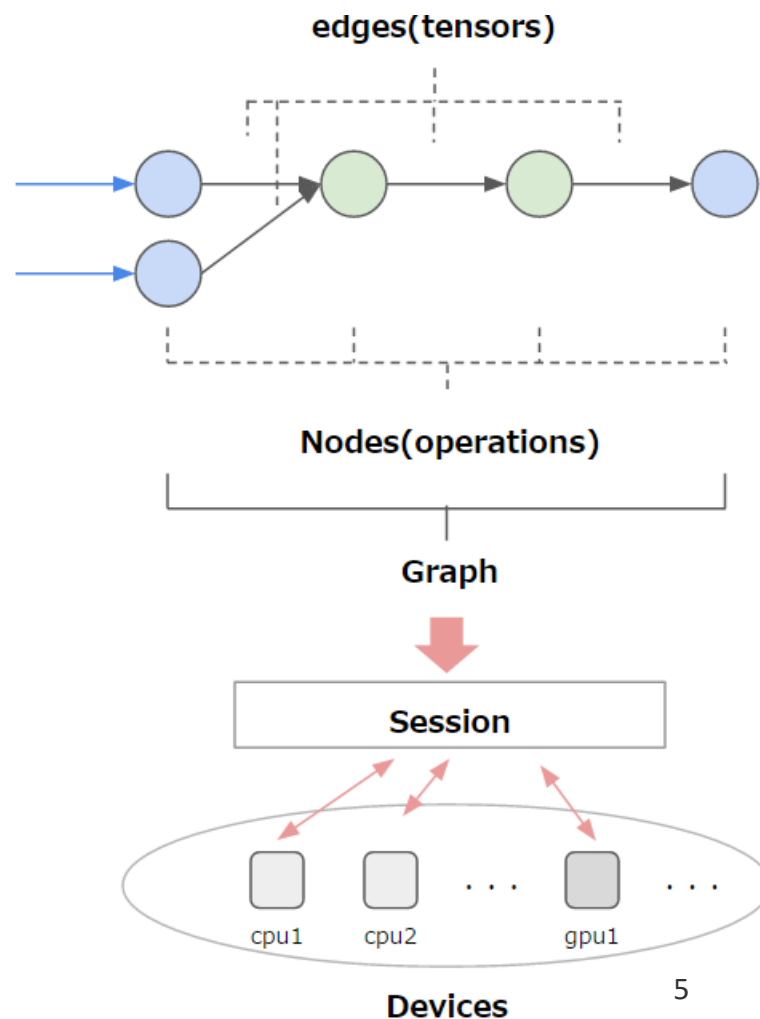 edges(tensors)
Nodes(operations)
Graph
Session
. . .
. . .
cpu1
cpu2
gpu1
5
Devices